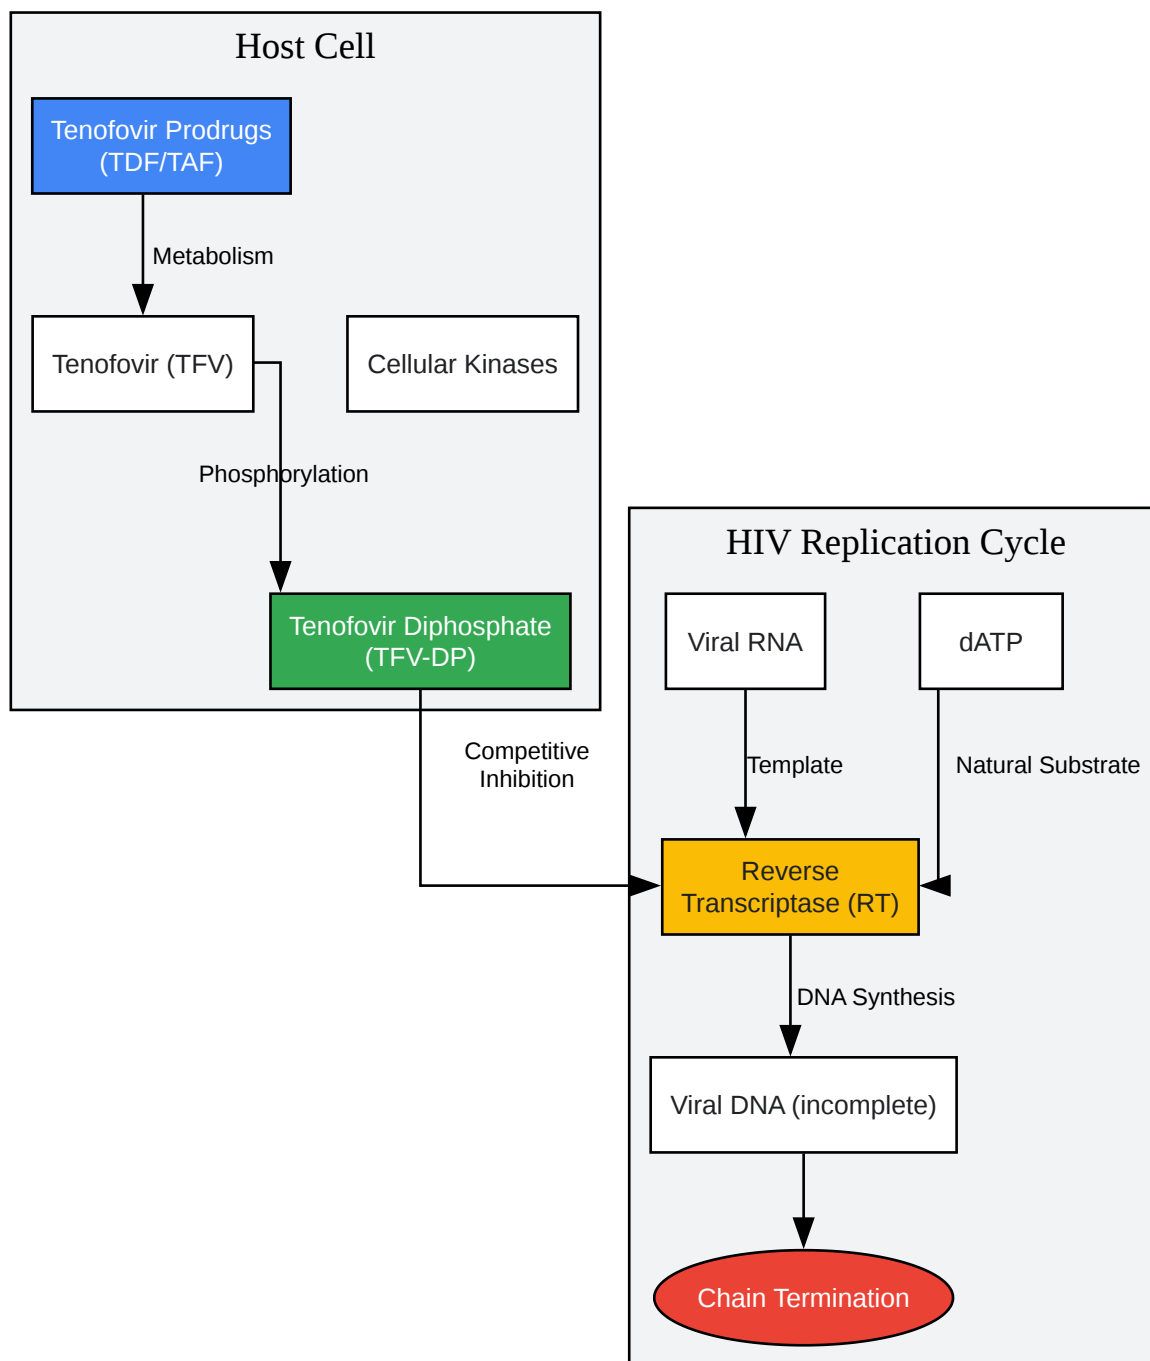 Host Cell
Tenofovir Prodrugs
(TDF/TAF)
Metabolism
Tenofovir (TFV)
Cellular Kinases
Phosphorylation
Tenofovir Diphosphate
(TFV-DP)
Competitive
Inhibition
HIV Replication Cycle
Viral RNA
dATP
Template
Natural Substrate
Reverse
Transcriptase (RT)
DNA Synthesis
Viral DNA (incomplete)
Chain Termination